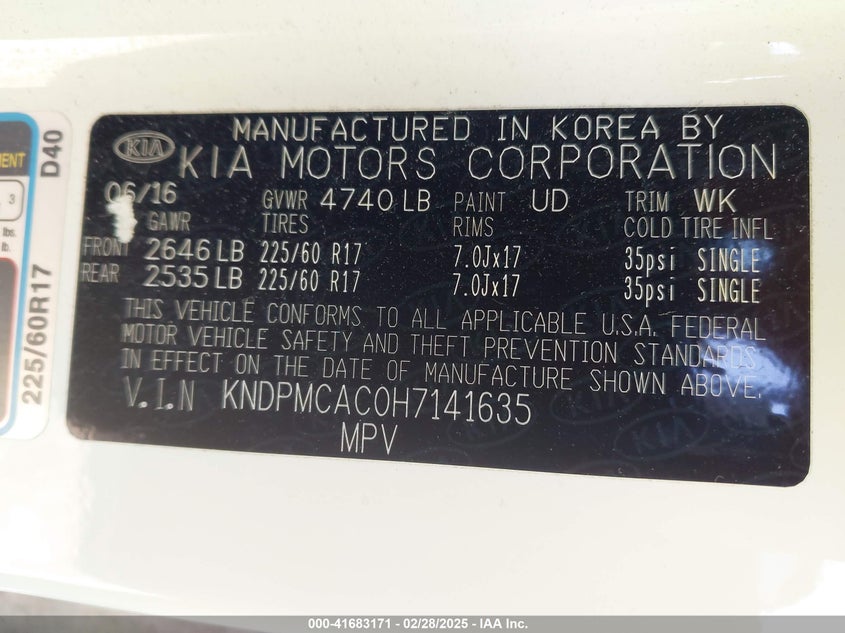 MENT
, 3
lbs.
lb.
225/60R17 D40
KIA
MANUFACTURED IN KOREA BY
KIA MOTORS CORPORATION
06/16 GVWR 4740 LB PAINT UD TRIM WK
GAWR TIRES RIMS COLD TIRE INFL
FRONT 2646 LB 225/60 R17 7.0Jx17 35psi SINGLE
REAR 2535 LB 225/60 R17 7.0Jx17 35psi SINGLE
THIS VEHICLE CONFORMS TO ALL APPLICABLE U.S.A. FEDERAL
MOTOR VEHICLE SAFETY AND THEFT PREVENTION STANDARDS
IN EFFECT ON THE DATE OF MANUFACTURE SHOWN ABOVE.
V.I.N KNDPMCAC0H7141635
MPV
000-41683171 - 02/28/2025 - IAA Inc.